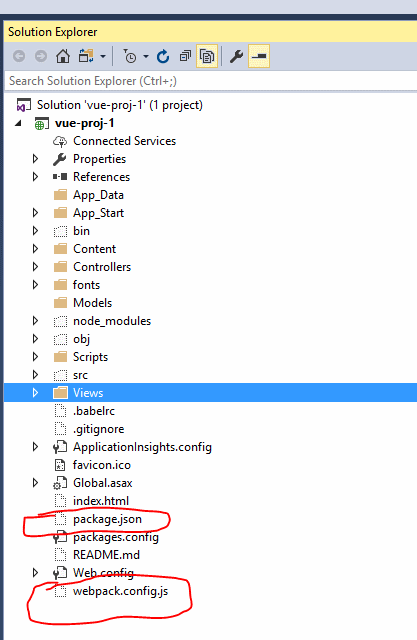 Solution Explorer
Search Solution Explorer (Ctrl+;)
Solution 'vue-proj-1' (1 project)
vue-proj-1
Connected Services
Properties
References
App_Data
App_Start
bin
Content
Controllers
fonts
Models
node_modules
obj
Scripts
src
Views
.babelrc
.gitignore
ApplicationInsights.config
favicon.ico
Global.asax
index.html
package.json
packages.config
README.md
Web.config
webpack.config.js